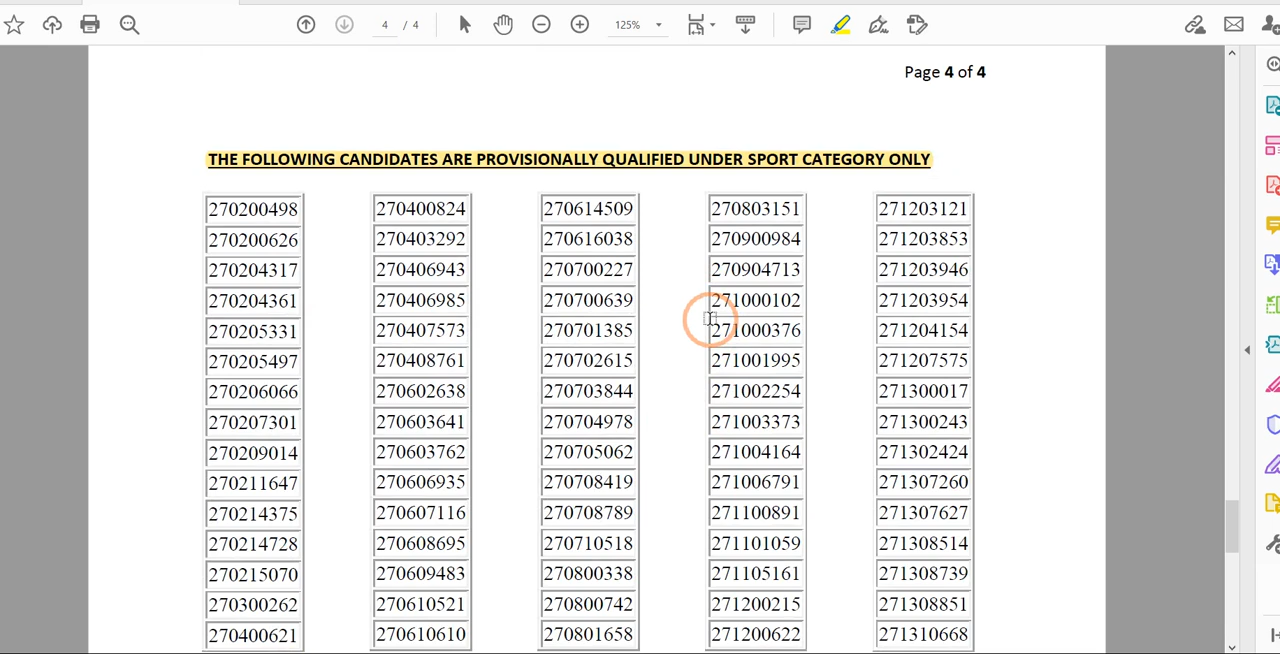 4 / 4
125%
Page 4 of 4
THE FOLLOWING CANDIDATES ARE PROVISIONALLY QUALIFIED UNDER SPORT CATEGORY ONLY
270200498 270400824 270614509 270803151 271203121
270200626 270403292 270616038 270900984 271203853
270204317 270406943 270700227 270904713 271203946
270204361 270406985 270700639 271000102 271203954
270205331 270407573 270701385 271000376 271204154
270205497 270408761 270702615 271001995 271207575
270206066 270602638 270703844 271002254 271300017
270207301 270603641 270704978 271003373 271300243
270209014 270603762 270705062 271004164 271302424
270211647 270606935 270708419 271006791 271307260
270214375 270607116 270708789 271100891 271307627
270214728 270608695 270710518 271101059 271308514
270215070 270609483 270800338 271105161 271308739
270300262 270610521 270800742 271200215 271308851
270400621 270610610 270801658 271200622 271310668